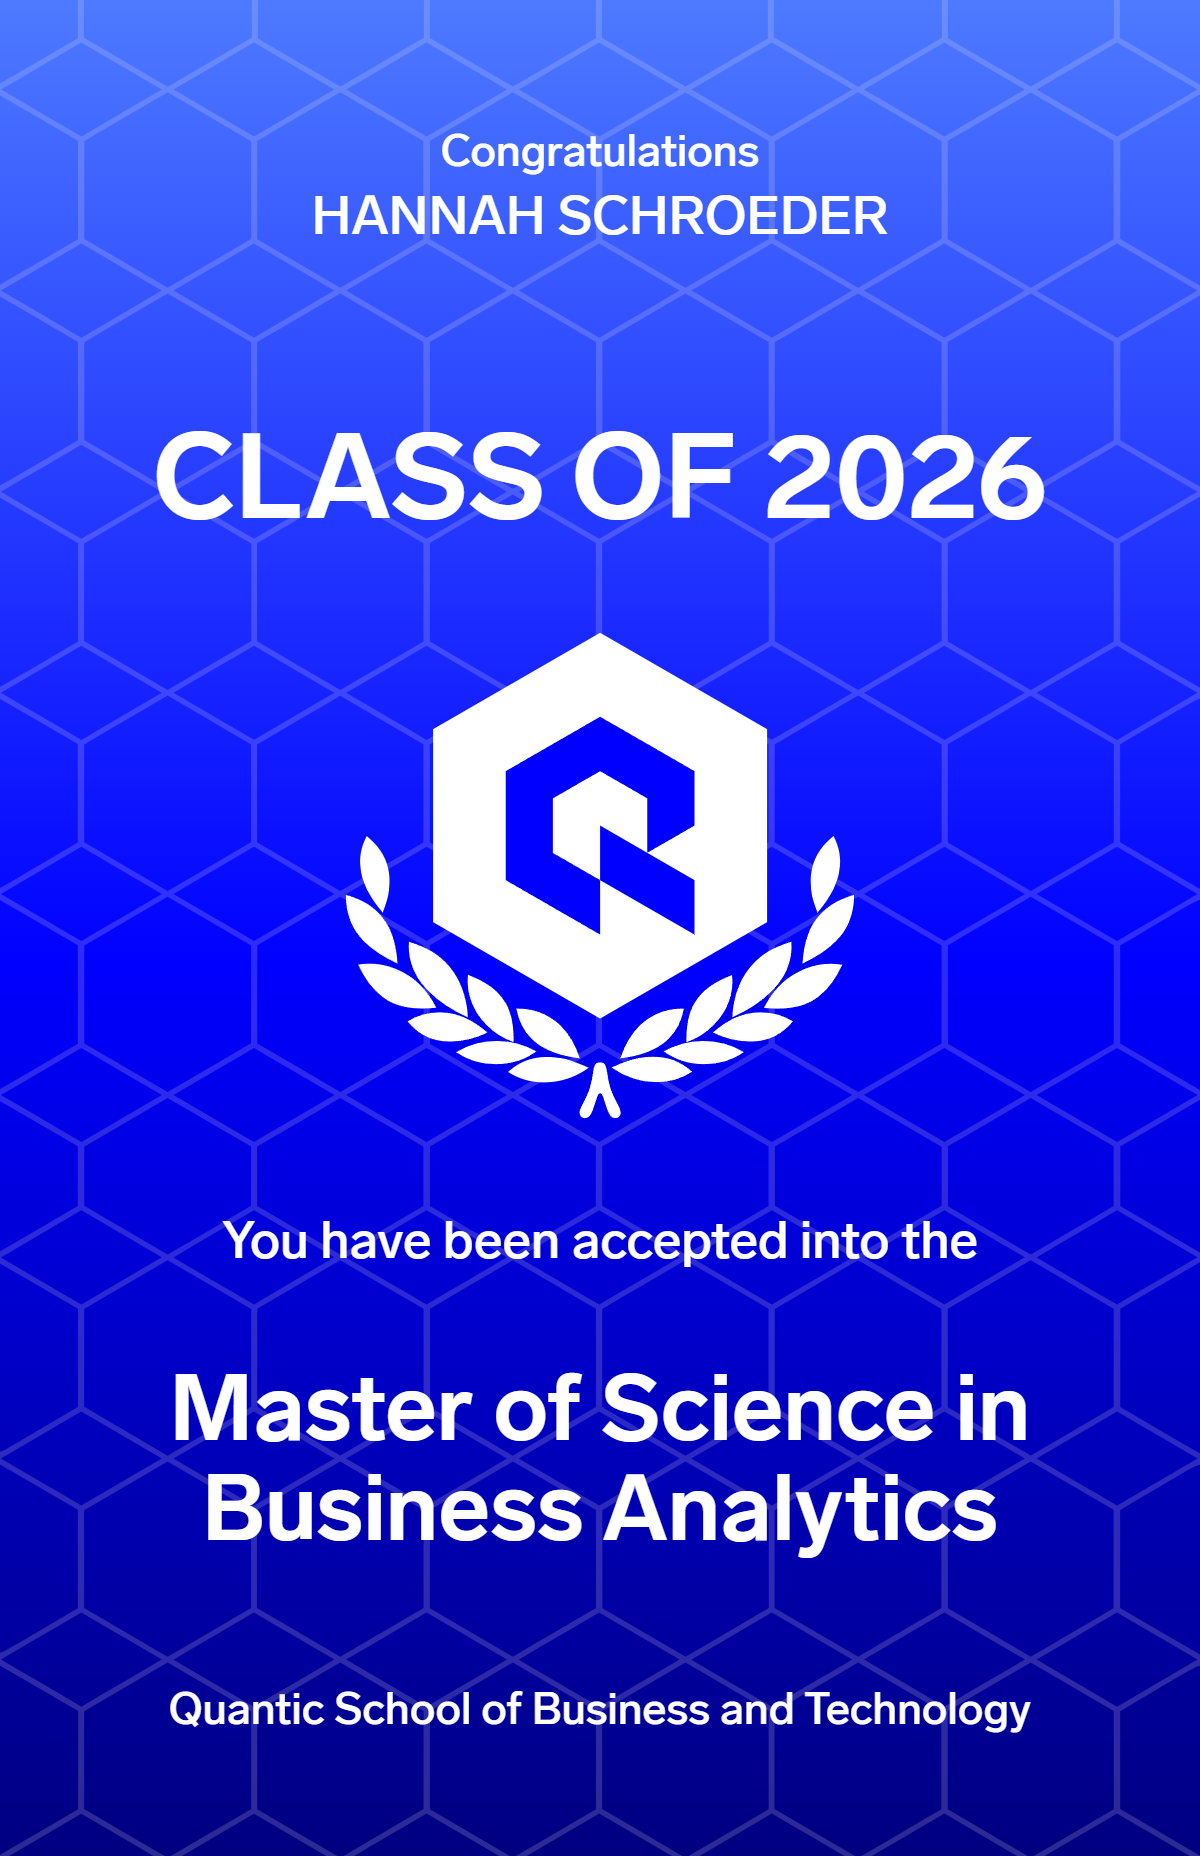 Congratulations
HANNAH SCHROEDER
CLASS OF 2026
You have been accepted into the
Master of Science in
Business Analytics
Quantic School of Business and Technology